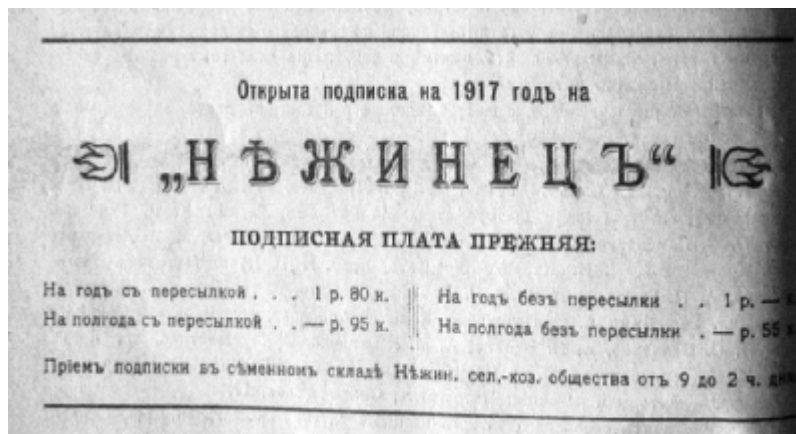 Открыта подписка на 1917 годъ на
„НѢЖИНЕЦЪ“
ПОДПИСНАЯ ПЛАТА ПРЕЖНЯЯ:
На годъ съ пересылкой . . . 1 р. 80 к.
На полгода съ пересылкой . . — р. 95 к.
На годъ безъ пересылки . . 1 р. — к.
На полгода безъ пересылки . — р. 55 к.
Пріемъ подписки въ сѣменномъ складѣ Нѣжин. сел.-хоз. общества отъ 9 до 2 ч. дня